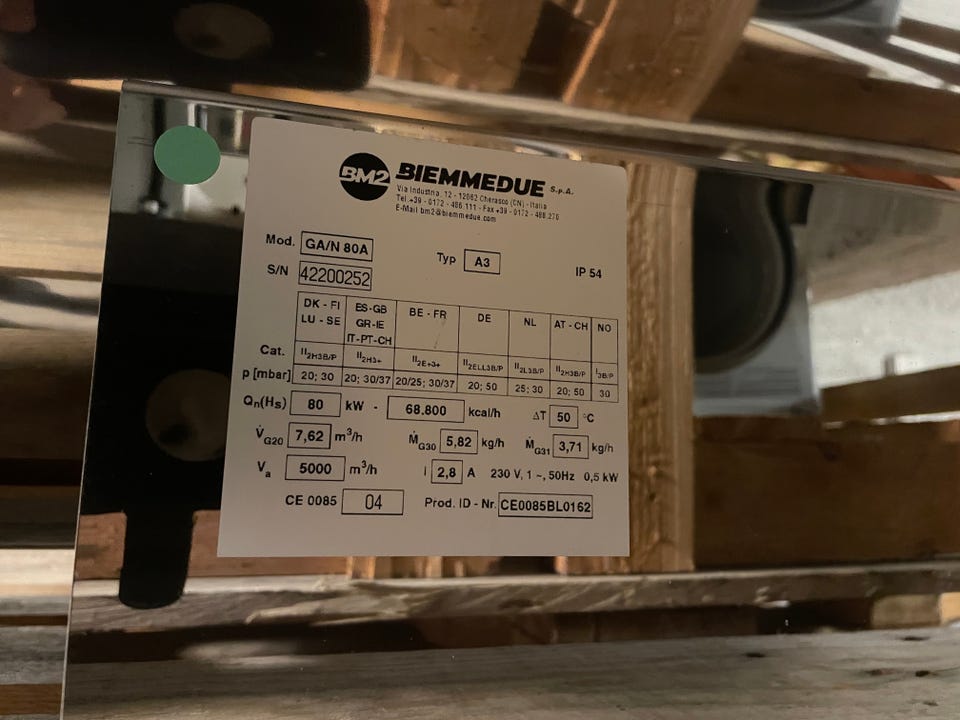 BM2 BIEMMEDUE S.p.A.
Via Industria, 12 - 12062 Cherasco (CN) - Italia
Tel.+39 - 0172 - 486.111 - Fax +39 - 0172 - 488.270
E-Mail bm2@biemmedue.com
Mod. GA/N 80A Typ A3 IP 54
S/N 42200252
DK - FI LU - SE ES-GB GR-IE IT-PT-CH BE - FR DE NL AT - CH NO
Cat. II2H3B/P II2H3+ II2E+3+ II2ELL3B/P II2L3B/P II2H3B/P I3B/P
p [mbar] 20; 30 20; 30/37 20/25; 30/37 20; 50 25; 30 20; 50 30
Qn(Hs) 80 kW - 68.800 kcal/h ΔT 50 °C
V̇G20 7,62 m³/h ṀG30 5,82 kg/h ṀG31 3,71 kg/h
Va 5000 m³/h I 2,8 A 230 V, 1 ~, 50Hz 0,5 kW
CE 0085 04 Prod. ID - Nr. CE0085BL0162